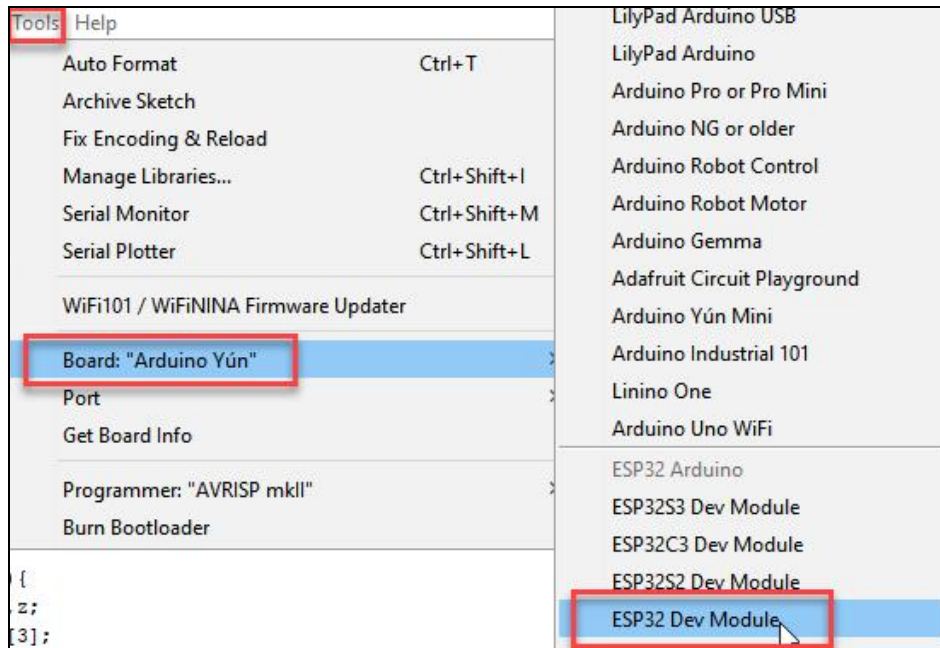 Tools Help
Auto Format Ctrl+T
Archive Sketch
Fix Encoding & Reload
Manage Libraries... Ctrl+Shift+I
Serial Monitor Ctrl+Shift+M
Serial Plotter Ctrl+Shift+L
WiFi101 / WiFiNINA Firmware Updater
Board: "Arduino Yún"
Port
Get Board Info
Programmer: "AVRISP mkII"
Burn Bootloader
) {
.z;
[3];
LilyPad Arduino USB
LilyPad Arduino
Arduino Pro or Pro Mini
Arduino NG or older
Arduino Robot Control
Arduino Robot Motor
Arduino Gemma
Adafruit Circuit Playground
Arduino Yún Mini
Arduino Industrial 101
Linino One
Arduino Uno WiFi
ESP32 Arduino
ESP32S3 Dev Module
ESP32C3 Dev Module
ESP32S2 Dev Module
ESP32 Dev Module